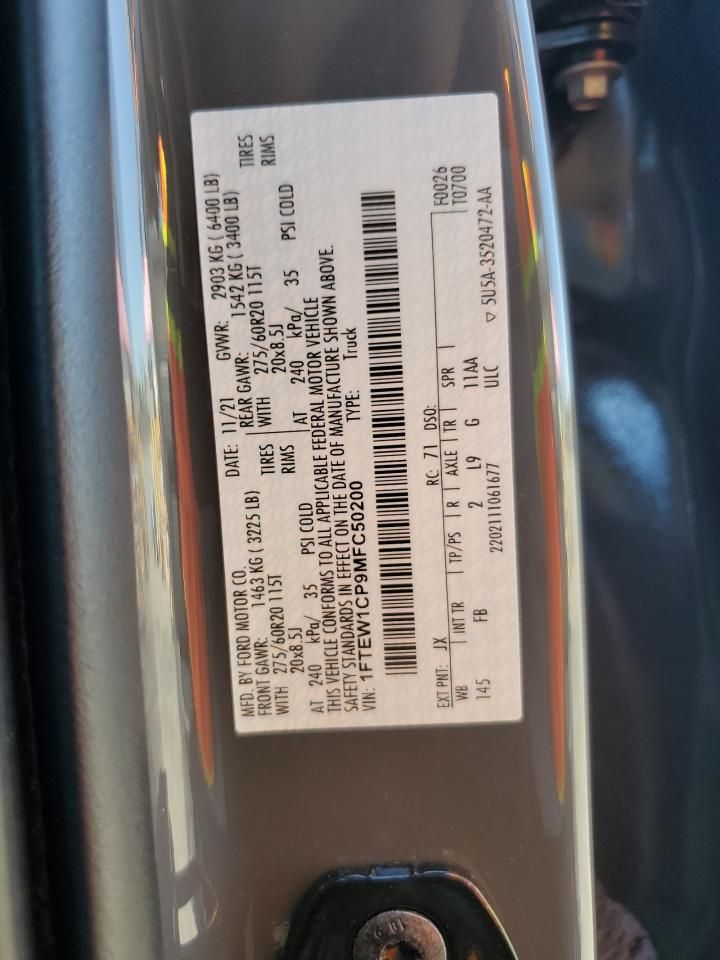 MFD. BY FORD MOTOR CO.
DATE: 11/21 GVWR: 2903 KG ( 6400 LB)
FRONT GAWR: 1463 KG ( 3225 LB) REAR GAWR: 1542 KG ( 3400 LB)
WITH 275/60R20 115T TIRES WITH 275/60R20 115T TIRES
20x8.5J RIMS 20x8.5J RIMS
AT 240 kPa/ 35 PSI COLD AT 240 kPa/ 35 PSI COLD
THIS VEHICLE CONFORMS TO ALL APPLICABLE FEDERAL MOTOR VEHICLE
SAFETY STANDARDS IN EFFECT ON THE DATE OF MANUFACTURE SHOWN ABOVE.
VIN: 1FTEW1CP9MFC50200 TYPE: Truck
F0026
T0700
EXT PNT: JX RC: 71 DSO:
WB INT TR TP/PS R AXLE TR SPR
145 FB 2 L9 G 11AA
2202111061677 ULC ▽ 5U5A-3520472-AA
10.9